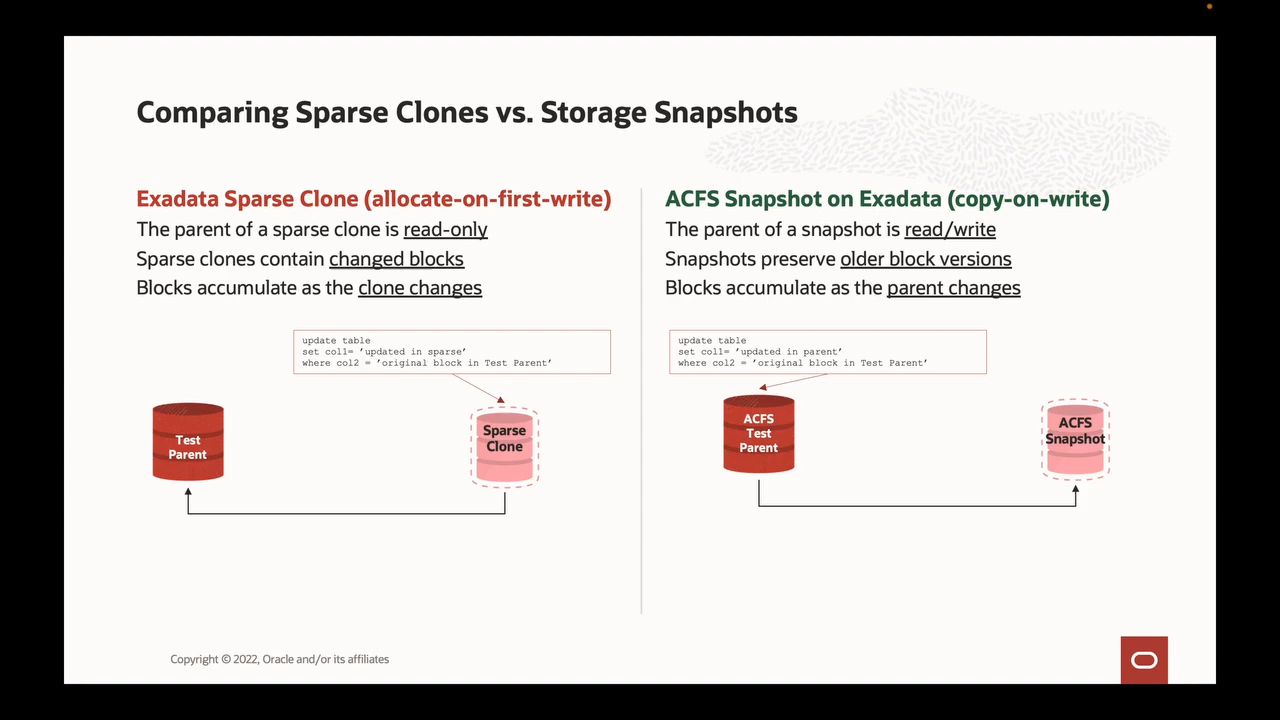 Comparing Sparse Clones vs. Storage Snapshots
Exadata Sparse Clone (allocate-on-first-write)
The parent of a sparse clone is read-only
Sparse clones contain changed blocks
Blocks accumulate as the clone changes
update table
set col1= ’updated in sparse’
where col2 = ’original block in Test Parent’
Test
Parent
Sparse
Clone
ACFS Snapshot on Exadata (copy-on-write)
The parent of a snapshot is read/write
Snapshots preserve older block versions
Blocks accumulate as the parent changes
update table
set col1= ’updated in parent’
where col2 = ’original block in Test Parent’
ACFS
Test
Parent
ACFS
Snapshot
Copyright © 2022, Oracle and/or its affiliates